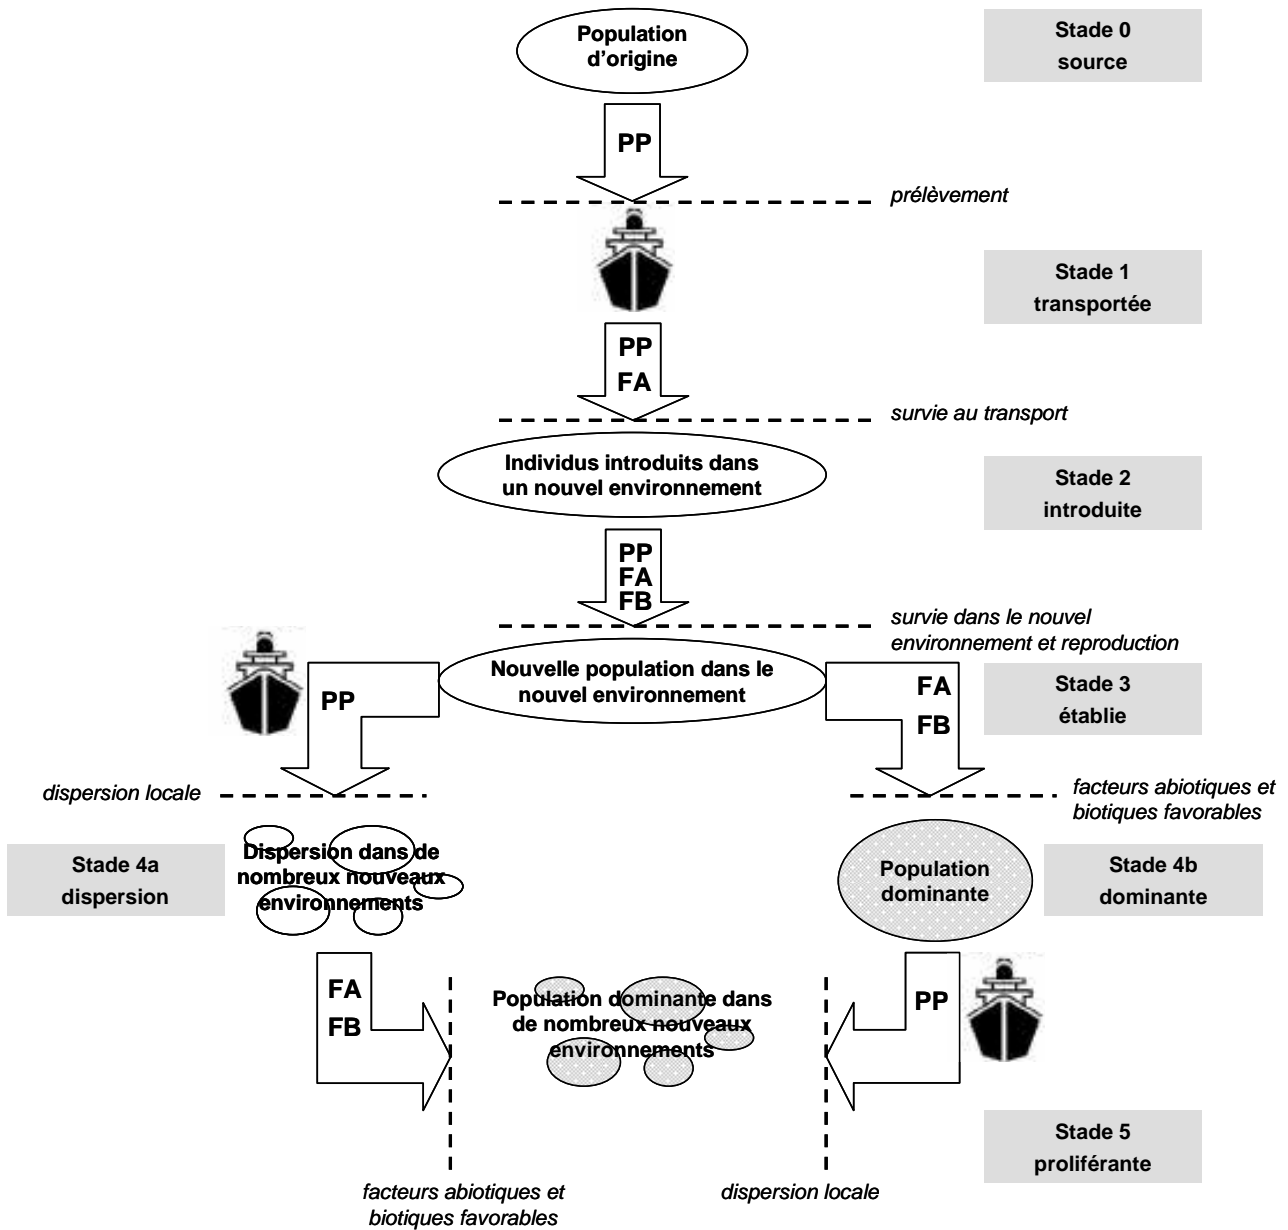 Population
d'origine
Stade 0
source
PP
prélèvement
Stade 1
transportée
PP
FA
survie au transport
Individus introduits dans
un nouvel environnement
Stade 2
introduite
PP
FA
FB
survie dans le nouvel
environnement et reproduction
Nouvelle population dans le
nouvel environnement
PP
FA
FB
Stade 3
établie
dispersion locale
facteurs abiotiques et
biotiques favorables
Stade 4a
dispersion
Dispersion dans de
nombreux nouveaux
environnements
Population
dominante
Stade 4b
dominante
FA
FB
Population dominante dans
de nombreux nouveaux
environnements
PP
Stade 5
proliférante
facteurs abiotiques et
biotiques favorables
dispersion locale